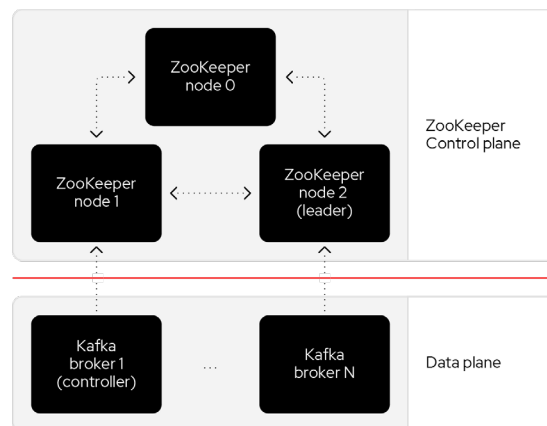 ZooKeeper
node 0
ZooKeeper
Control plane
ZooKeeper
node 1
ZooKeeper
node 2
(leader)
Kafka
broker 1
(controller)
...
Kafka
broker N
Data plane